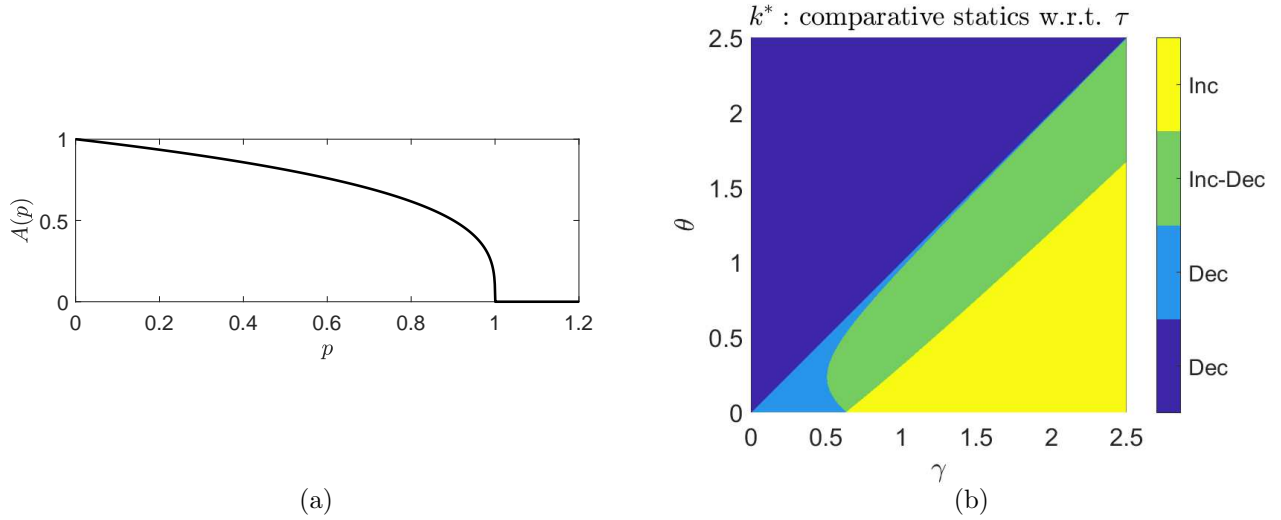 1
0.5
0
A(p)
0 0.2 0.4 0.6 0.8 1 1.2
p
(a)
k* : comparative statics w.r.t. τ
2.5
2
1.5
1
0.5
0
θ
0 0.5 1 1.5 2 2.5
γ
Inc
Inc-Dec
Dec
Dec
(b)